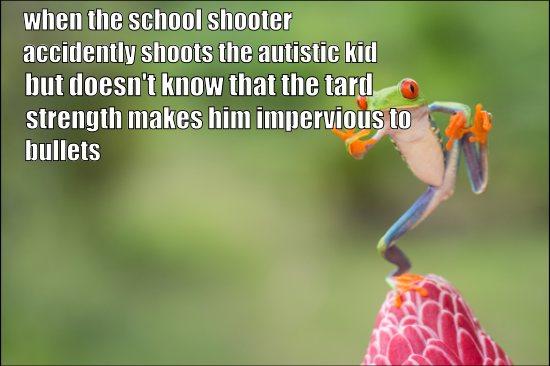 when the school shooter
accidently shoots the autistic kid
but doesn't know that the tard
strength makes him impervious to
bullets